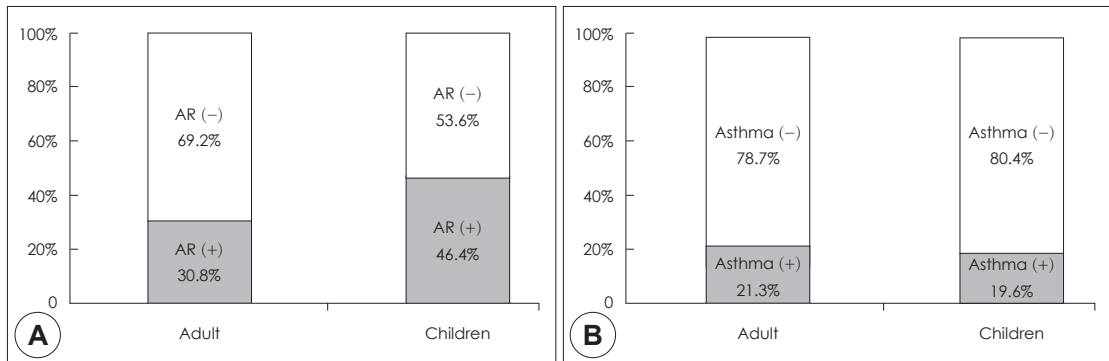 100%
80%
60%
40%
20%
0
AR (−)
69.2%
AR (+)
30.8%
AR (−)
53.6%
AR (+)
46.4%
Adult
Children
A
100%
80%
60%
40%
20%
0
Asthma (−)
78.7%
Asthma (+)
21.3%
Asthma (−)
80.4%
Asthma (+)
19.6%
Adult
Children
B